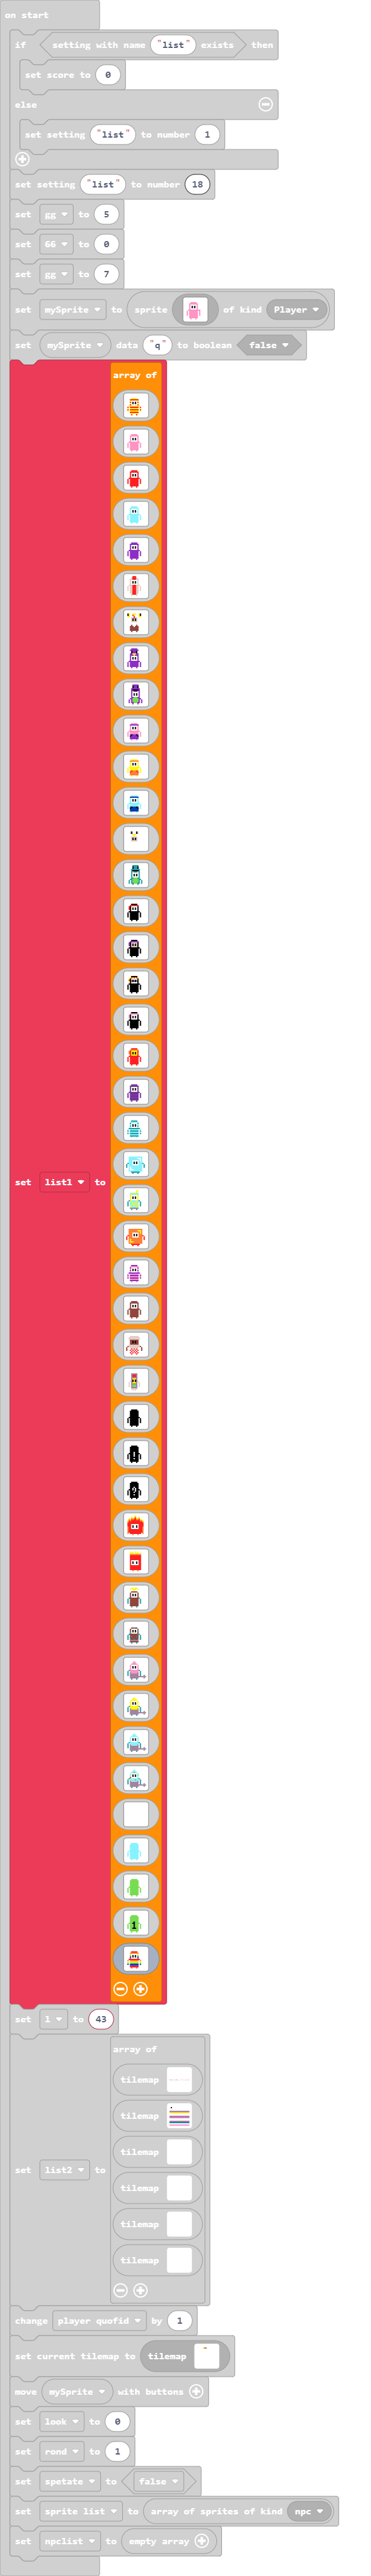 on start
if setting with name "list" exists then
set score to 0
else
set setting "list" to number 1
set setting "list" to number 18
set gg to 5
set 66 to 0
set gg to 7
set mySprite to sprite of kind Player
set mySprite data "q" to boolean false
array of
set list1 to
1
set l to 43
array of
tilemap
tilemap
tilemap
set list2 to
tilemap
tilemap
tilemap
change player quofid by 1
set current tilemap to tilemap
move mySprite with buttons
set look to 0
set rond to 1
set spetate to false
set sprite list to array of sprites of kind npc
set npclist to empty array